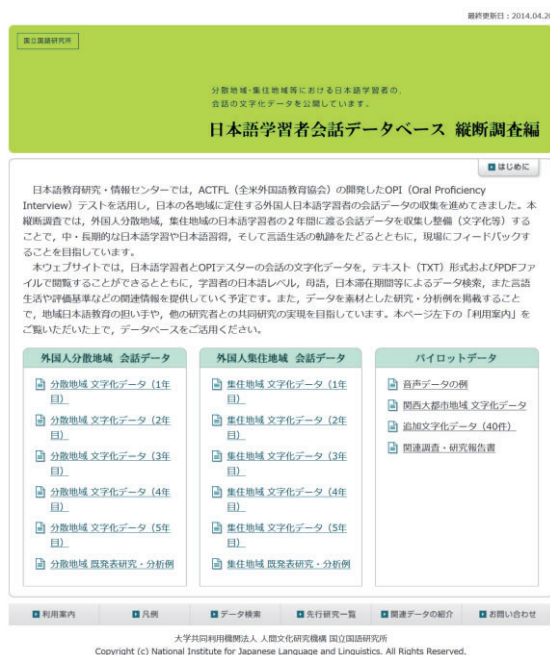 最終更新日：2014.04.20
国立国語研究所
分散地域・集住地域等における日本語学習者の、
会話の文字化データを公開しています。
日本語学習者会話データベース 縦断調査編
はじめに
日本語教育研究・情報センターでは，ACTFL（全米外国語教育協会）の開発したOPI（Oral Proficiency
Interview）テストを活用し，日本の各地域に定住する外国人日本語学習者の会話データの収集を進めてきました。本
縦断調査では，外国人分散地域，集住地域の日本語学習者の２年間に渡る会話データを収集し整備（文字化等）する
ことで，中・長期的な日本語学習や日本語習得，そして言語生活の軌跡をたどるとともに，現場にフィードバックす
ることを目指しています。
本ウェブサイトでは，日本語学習者とOPIテスターの会話の文字化データを，テキスト（TXT）形式およびPDFファ
イルで閲覧することができるとともに，学習者の日本語レベル，母語，日本滞在期間等によるデータ検索，また言語
生活や評価基準などの関連情報を提供していく予定です。また，データを素材とした研究・分析例を掲載すること
で，地域日本語教育の担い手や，他の研究者との共同研究の実現を目指しています。本ページ左下の「利用案内」を
ご覧いただいた上で，データベースをご活用ください。
外国人分散地域 会話データ
分散地域 文字化データ（1年
目）
分散地域 文字化データ（2年
目）
分散地域 文字化データ（3年
目）
分散地域 文字化データ（4年
目）
分散地域 文字化データ（5年
目）
分散地域 既発表研究・分析例
外国人集住地域 会話データ
集住地域 文字化データ（1年
目）
集住地域 文字化データ（2年
目）
集住地域 文字化データ（3年
目）
集住地域 文字化データ（4年
目）
集住地域 文字化データ（5年
目）
集住地域 既発表研究・分析例
パイロットデータ
音声データの例
関西大都市地域 文字化データ
追加文字化データ（40件）
関連調査・研究報告書
利用案内 凡例 データ検索 先行研究一覧 関連データの紹介 お問い合わせ
大学共同利用機関法人 人間文化研究機構 国立国語研究所
Copyright (c) National Institute for Japanese Language and Linguistics. All Rights Reserved.